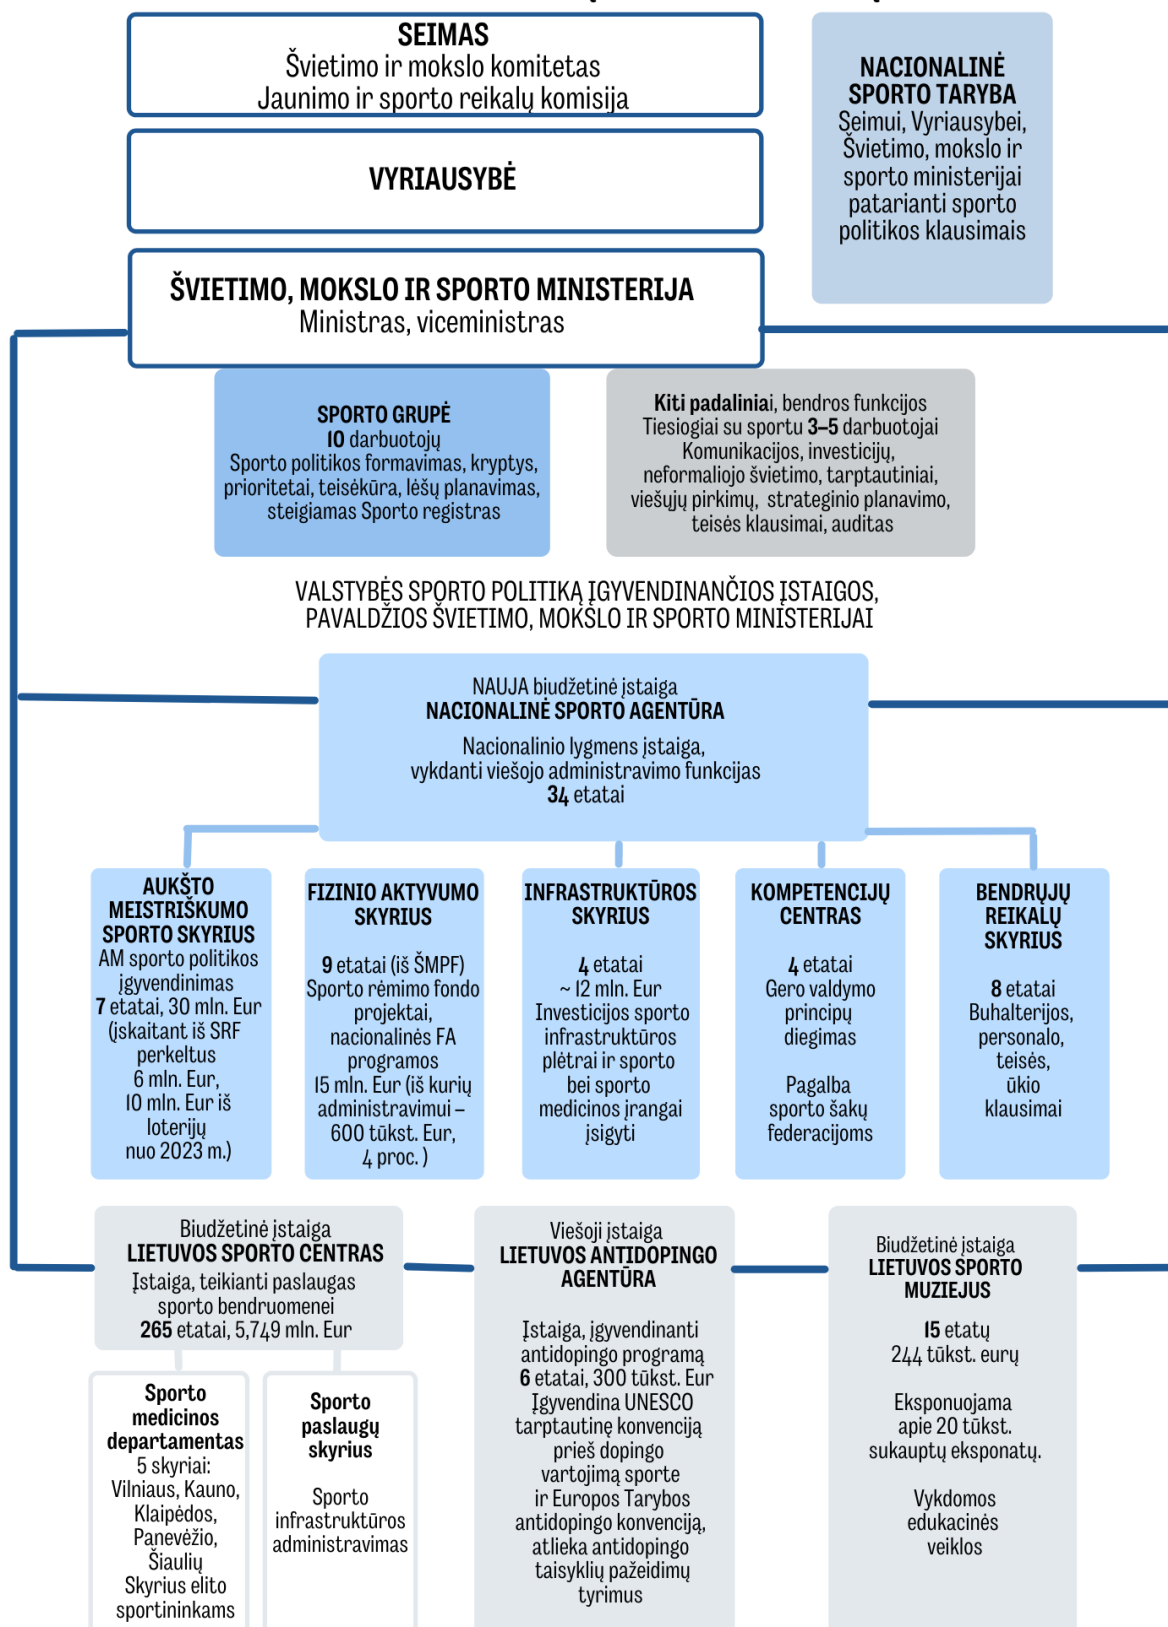 SEIMAS
Švietimo ir mokslo komitetas
Jaunimo ir sporto reikalų komisija
NACIONALINĖ
SPORTO TARYBA
Seimui, Vyriausybei,
Švietimo, mokslo ir
sporto ministerijai
patarianti sporto
politikos klausimais
VYRIAUSYBĖ
ŠVIETIMO, MOKSLO IR SPORTO MINISTERIJA
Ministras, viceministras
SPORTO GRUPĖ
10 darbuotojų
Sporto politikos formavimas, kryptys,
prioritetai, teisėkūra, lėšų planavimas,
steigiamas Sporto registras
Kiti padaliniai, bendros funkcijos
Tiesiogiai su sportu 3–5 darbuotojai
Komunikacijos, investicijų,
neformaliojo švietimo, tarptautiniai,
viešųjų pirkimų, strateginio planavimo,
teisės klausimai, auditas
VALSTYBĖS SPORTO POLITIKĄ ĮGYVENDINANČIOS ĮSTAIGOS,
PAVALDŽIOS ŠVIETIMO, MOKSLO IR SPORTO MINISTERIJAI
NAUJA biudžetinė įstaiga
NACIONALINĖ SPORTO AGENTŪRA
Nacionalinio lygmens įstaiga,
vykdanti viešojo administravimo funkcijas
34 etatai
AUKŠTO
MEISTRIŠKUMO
SPORTO SKYRIUS
AM sporto politikos
įgyvendinimas
7 etatai, 30 mln. Eur
(įskaitant iš SRF
perkeltus
6 mln. Eur,
10 mln. Eur iš
loterijų
nuo 2023 m.)
FIZINIO AKTYVUMO
SKYRIUS
9 etatai (iš ŠMPF)
Sporto rėmimo fondo
projektai,
nacionalinės FA
programos
15 mln. Eur (iš kurių
administravimui –
600 tūkst. Eur,
4 proc. )
INFRASTRUKTŪROS
SKYRIUS
4 etatai
~ 12 mln. Eur
Investicijos sporto
infrastruktūros
plėtrai ir sporto
bei sporto
medicinos įrangai
įsigyti
KOMPETENCIJŲ
CENTRAS
4 etatai
Gero valdymo
principų
diegimas
Pagalba
sporto šakų
federacijoms
BENDRŲJŲ
REIKALŲ
SKYRIUS
8 etatai
Buhalterijos,
personalo,
teisės,
ūkio
klausimai
Biudžetinė įstaiga
LIETUVOS SPORTO CENTRAS
Įstaiga, teikianti paslaugas
sporto bendruomenei
265 etatai, 5,749 mln. Eur
Sporto
medicinos
departamentas
5 skyriai:
Vilniaus, Kauno,
Klaipėdos,
Panevėžio,
Šiaulių
Skyrius elito
sportininkams
Sporto
paslaugų
skyrius
Sporto
infrastruktūros
administravimas
Viešoji įstaiga
LIETUVOS ANTIDOPINGO
AGENTŪRA
Įstaiga, įgyvendinanti
antidopingo programą
6 etatai, 300 tūkst. Eur
Įgyvendina UNESCO
tarptautinę konvenciją
prieš dopingo
vartojimą sporte
ir Europos Tarybos
antidopingo konvenciją,
atlieka antidopingo
taisyklių pažeidimų
tyrimus
Biudžetinė įstaiga
LIETUVOS SPORTO
MUZIEJUS
15 etatų
244 tūkst. eurų
Eksponuojama
apie 20 tūkst.
sukauptų eksponatų.
Vykdomos
edukacinės
veiklos